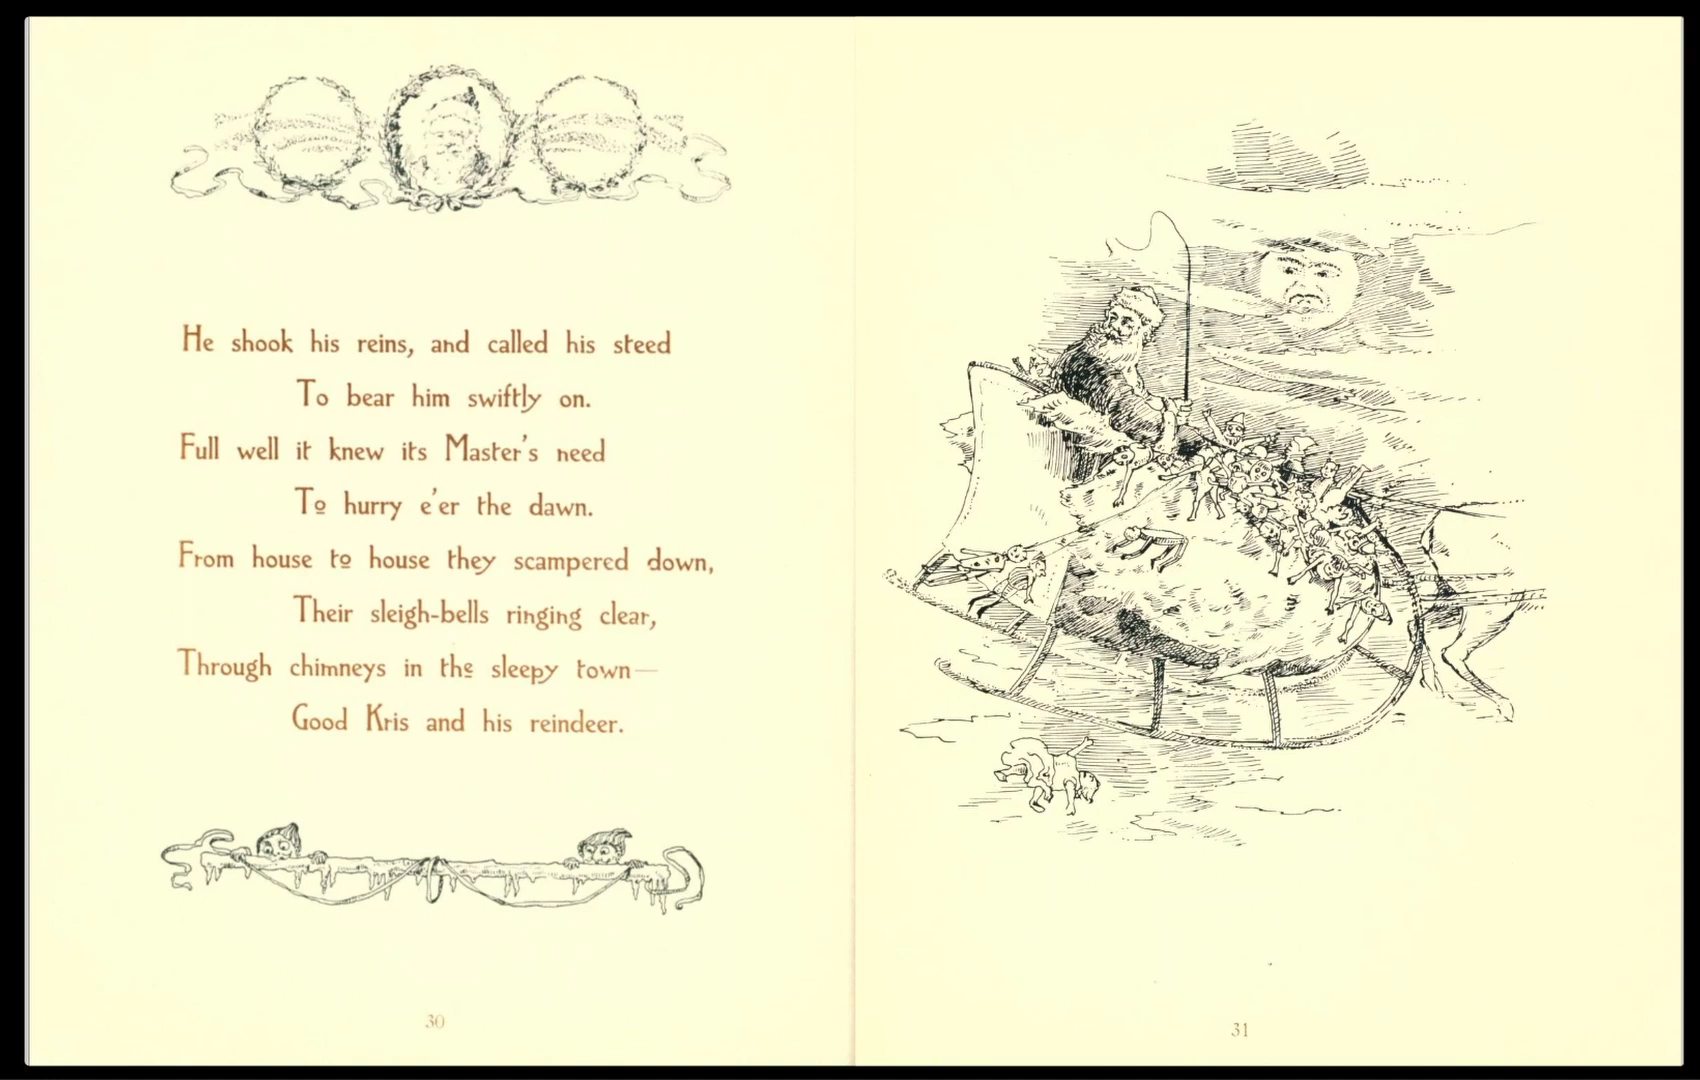 He shook his reins, and called his steed
To bear him swiftly on.
Full well it knew its Master's need
To hurry e'er the dawn.
From house to house they scampered down,
Their sleigh-bells ringing clear,
Through chimneys in the sleepy town—
Good Kris and his reindeer.
30
31